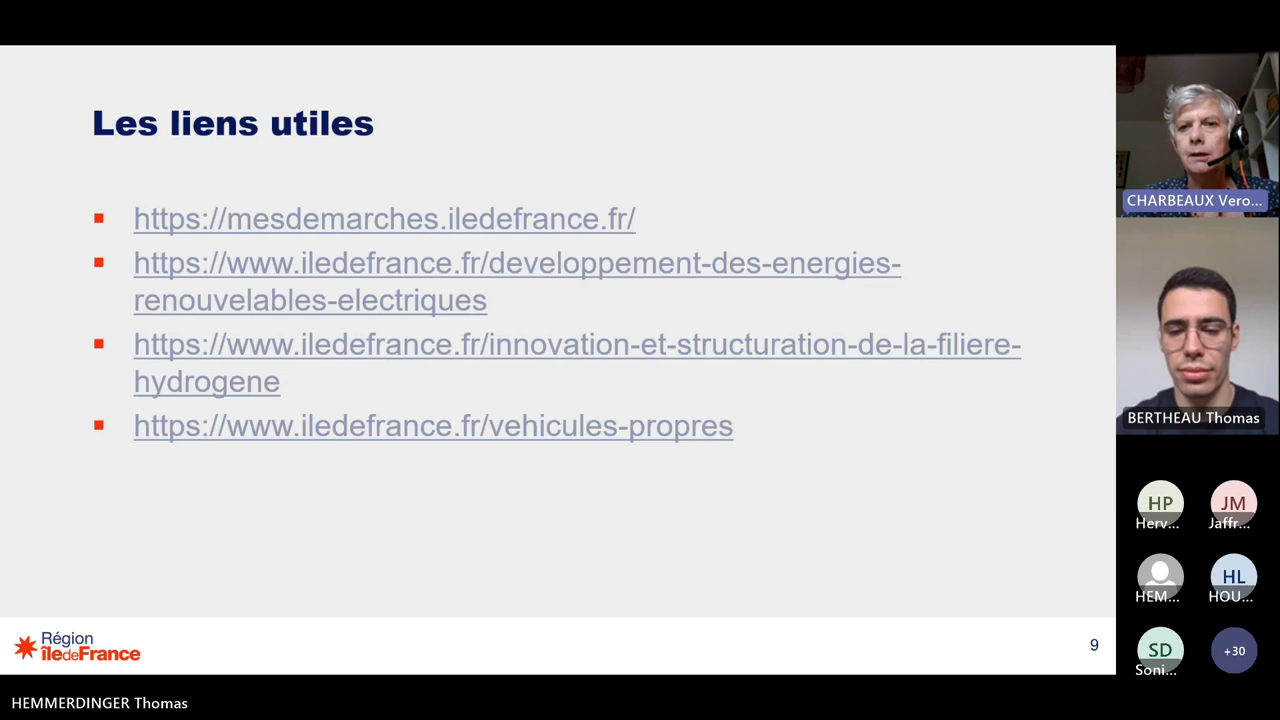 Les liens utiles
https://mesdemarches.iledefrance.fr/
https://www.iledefrance.fr/developpement-des-energies-
renouvelables-electriques
https://www.iledefrance.fr/innovation-et-structuration-de-la-filiere-
hydrogene
https://www.iledefrance.fr/vehicules-propres
Région
îledeFrance
9
CHARBEAUX Vero...
BERTHEAU Thomas
HP
JM
Herv...
Jaffr...
HL
HEM...
HOU...
SD
+30
Soni...
HEMMERDINGER Thomas